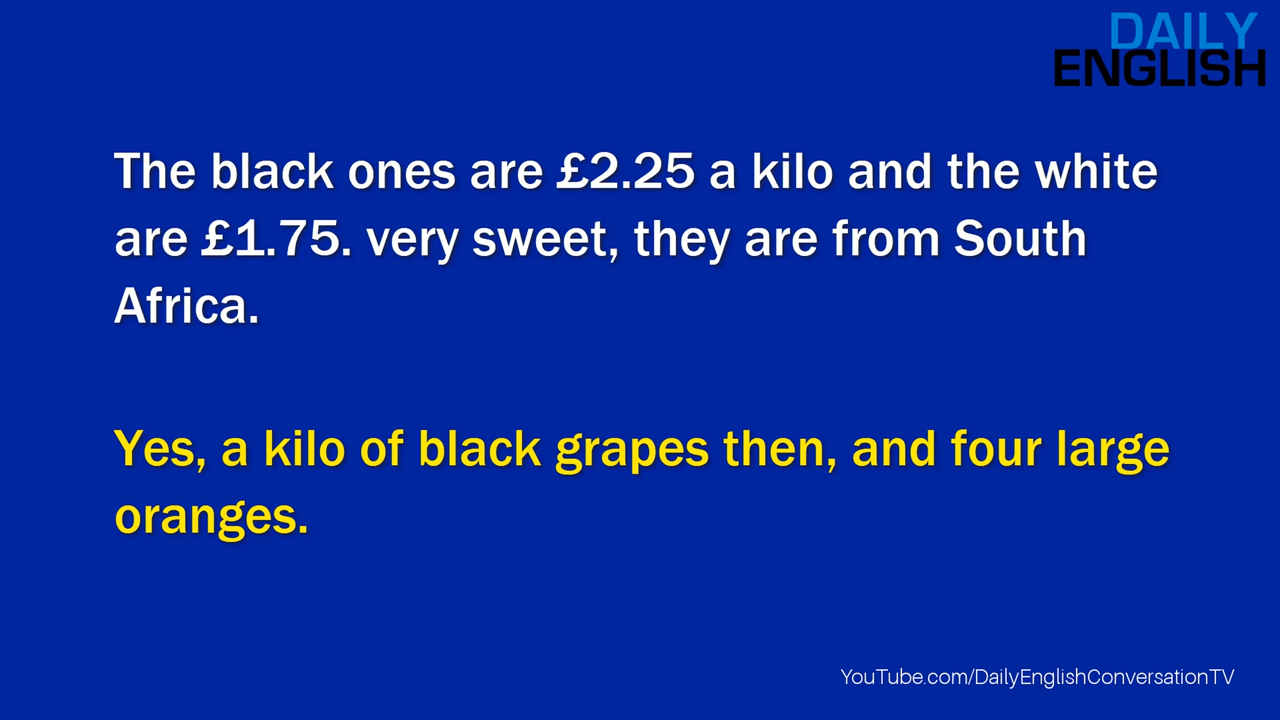 DAILY
ENGLISH
The black ones are £2.25 a kilo and the white
are £1.75. very sweet, they are from South
Africa.
Yes, a kilo of black grapes then, and four large
oranges.
YouTube.com/DailyEnglishConversationTV